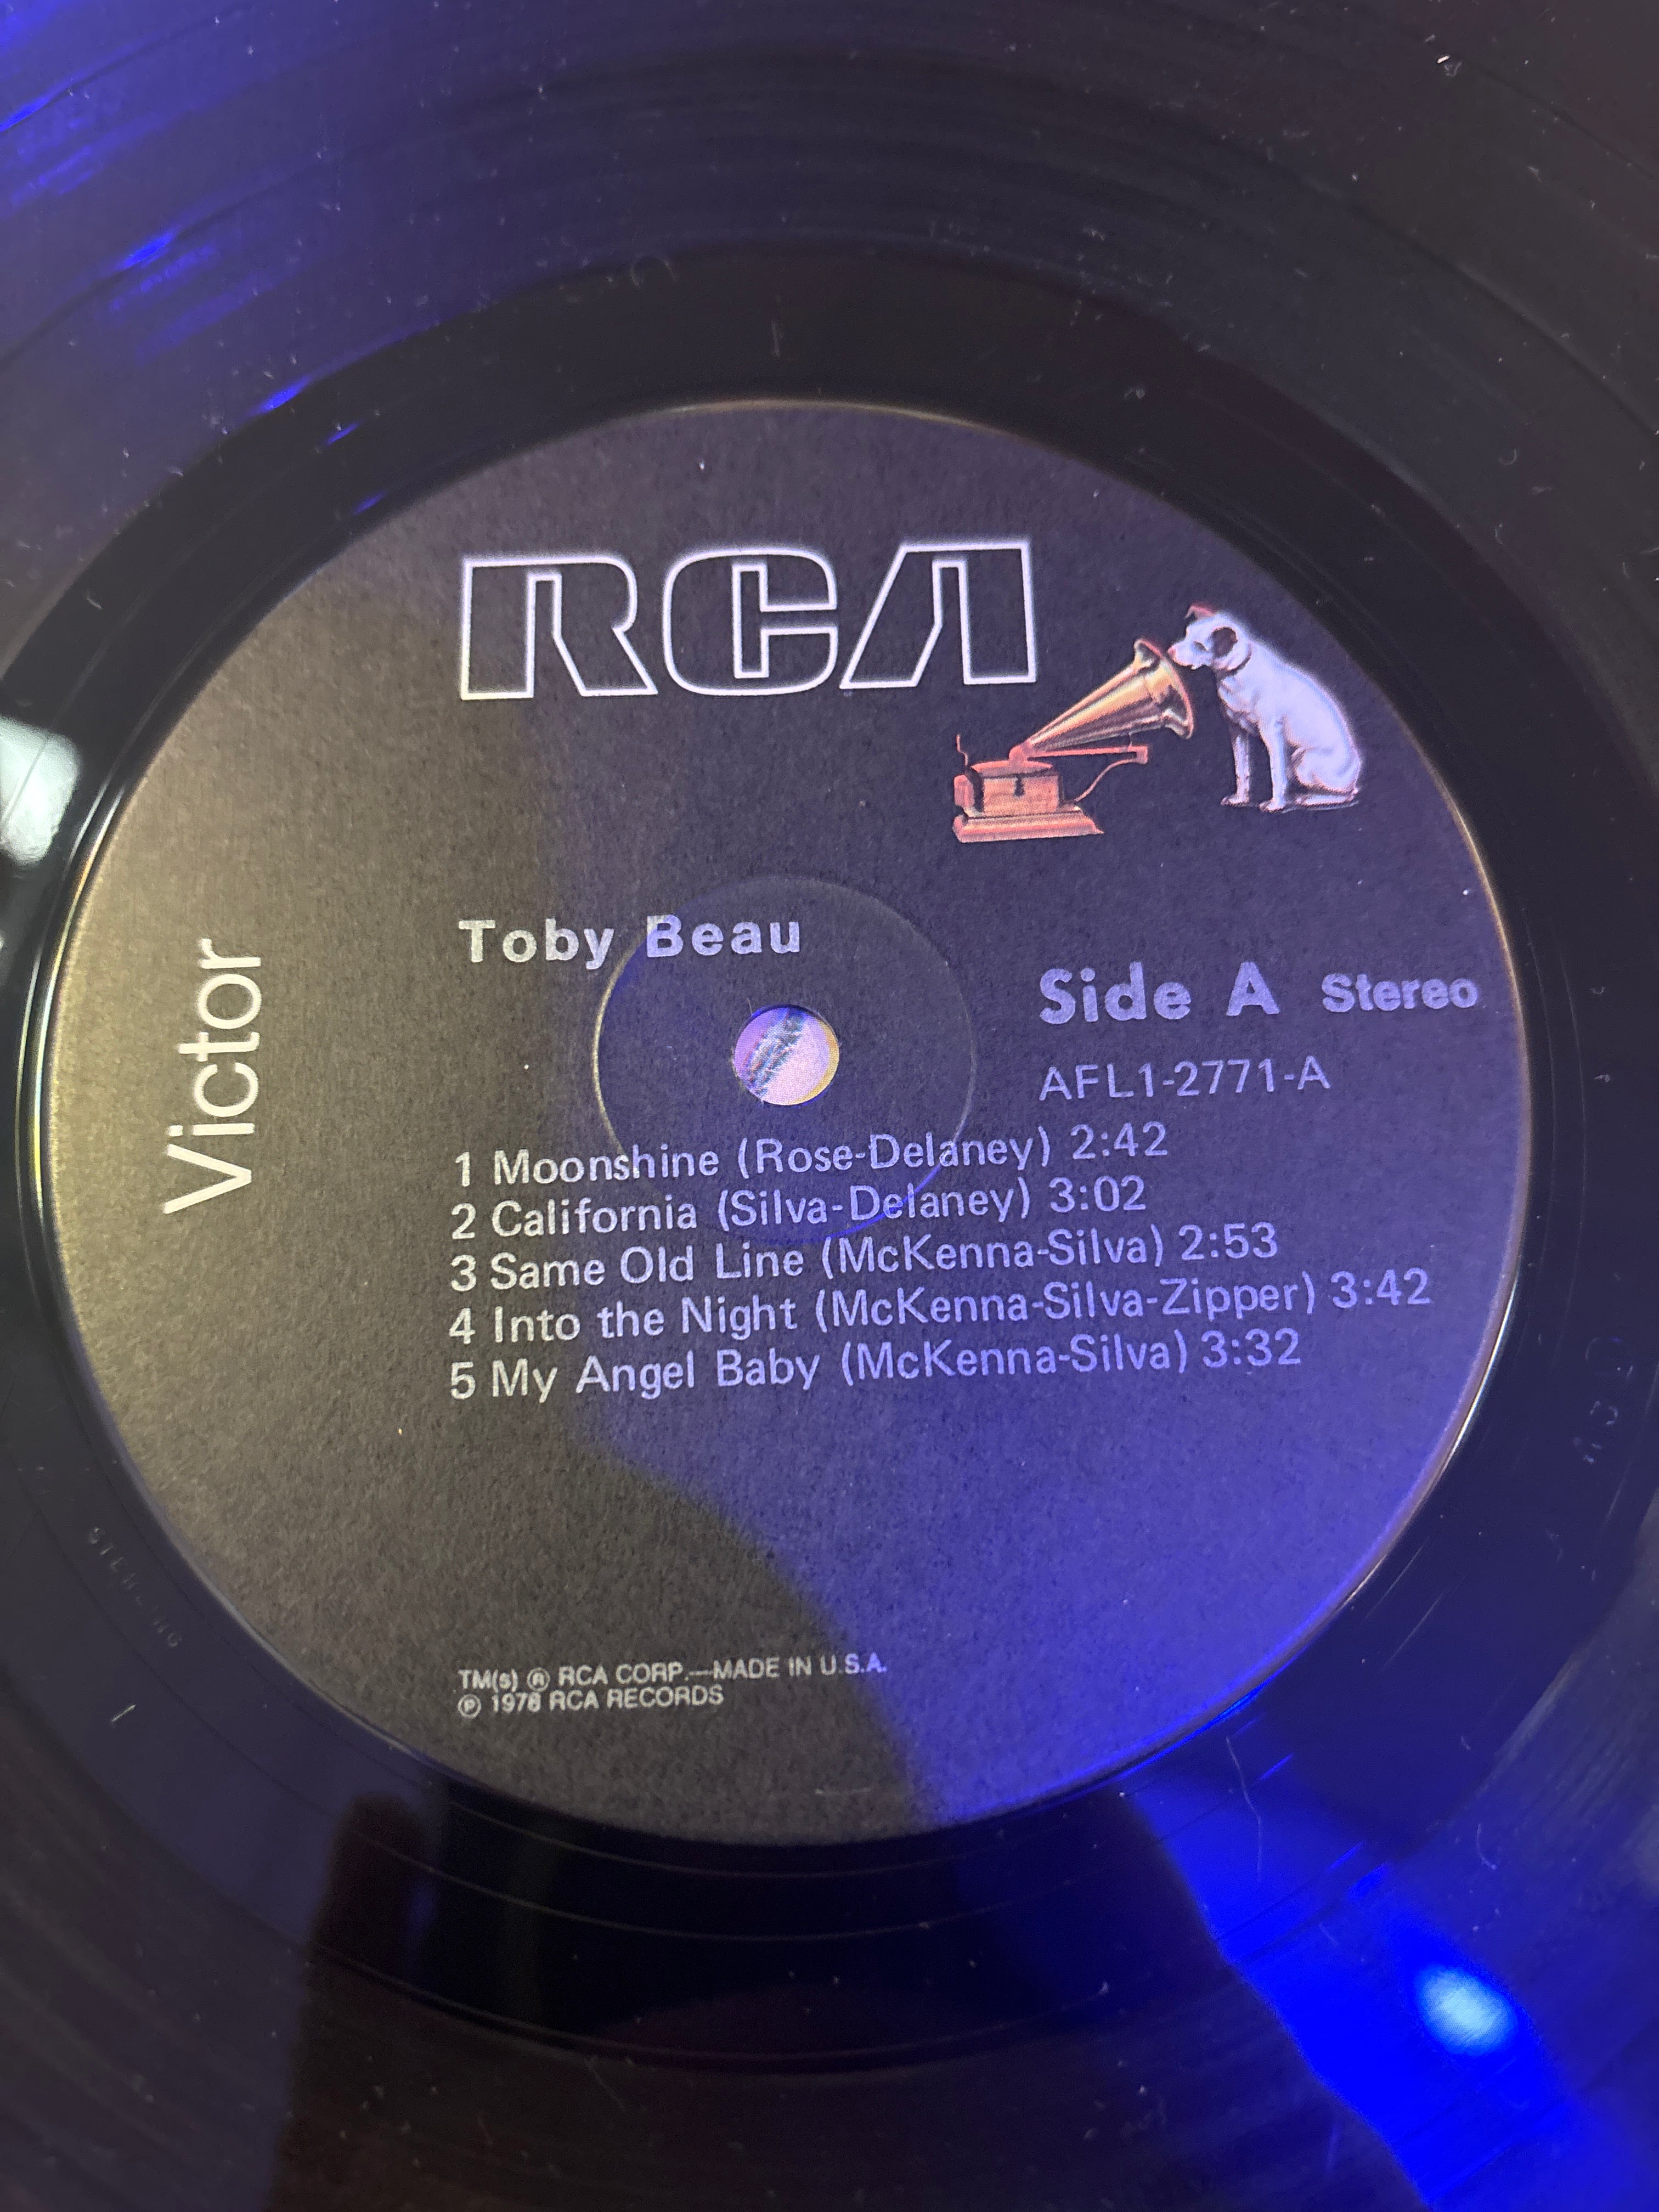 RCA
Victor
Toby Beau
Side A Stereo
AFL1-2771-A
1 Moonshine (Rose-Delaney) 2:42
2 California (Silva-Delaney) 3:02
3 Same Old Line (McKenna-Silva) 2:53
4 Into the Night (McKenna-Silva-Zipper) 3:42
5 My Angel Baby (McKenna-Silva) 3:32
TM(s) ® RCA CORP.—MADE IN U.S.A.
℗ 1978 RCA RECORDS